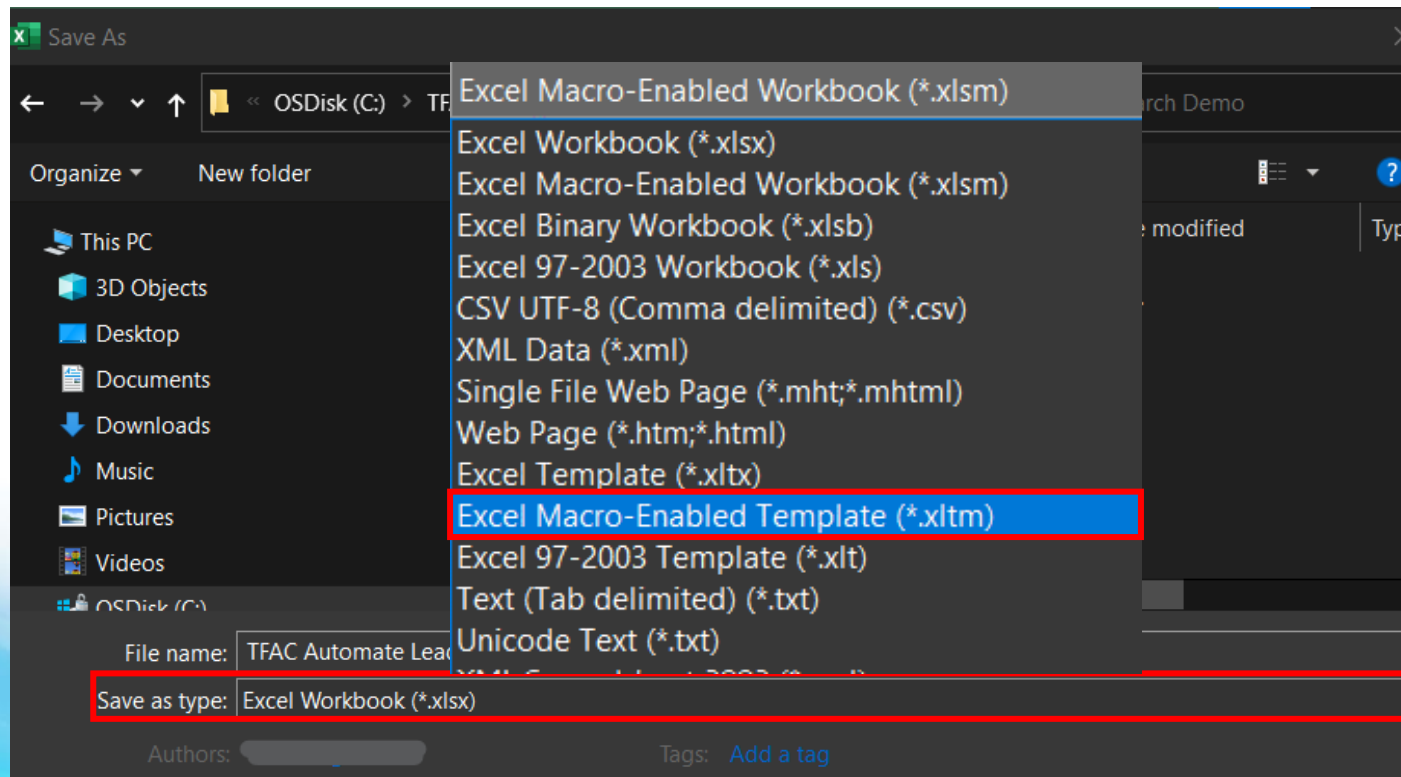 Save As
« OSDisk (C:) > TF
Demo
Organize
New folder
This PC
3D Objects
Desktop
Documents
Downloads
Music
Pictures
Videos
OSDisk (C:)
Excel Macro-Enabled Workbook (*.xlsm)
Excel Workbook (*.xlsx)
Excel Macro-Enabled Workbook (*.xlsm)
Excel Binary Workbook (*.xlsb)
Excel 97-2003 Workbook (*.xls)
CSV UTF-8 (Comma delimited) (*.csv)
XML Data (*.xml)
Single File Web Page (*.mht;*.mhtml)
Web Page (*.htm;*.html)
Excel Template (*.xltx)
Excel Macro-Enabled Template (*.xltm)
Excel 97-2003 Template (*.xlt)
Text (Tab delimited) (*.txt)
Unicode Text (*.txt)
modified
Typ
File name: TFAC Automate Lead
Save as type: Excel Workbook (*.xlsx)
Authors:
Tags: Add a tag